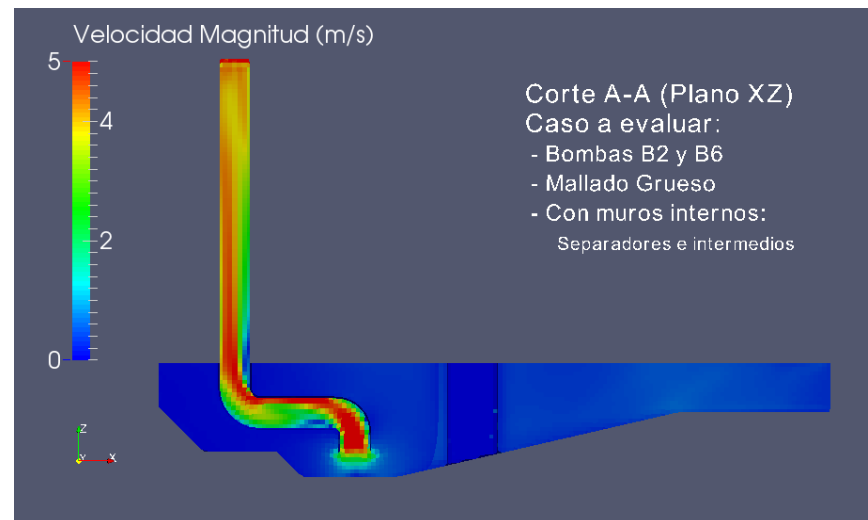 Velocidad Magnitud (m/s)
5
4
2
0
Corte A-A (Plano XZ)
Caso a evaluar:
- Bombas B2 y B6
- Mallado Grueso
- Con muros internos:
Separadores e intermedios
Z
Y
X